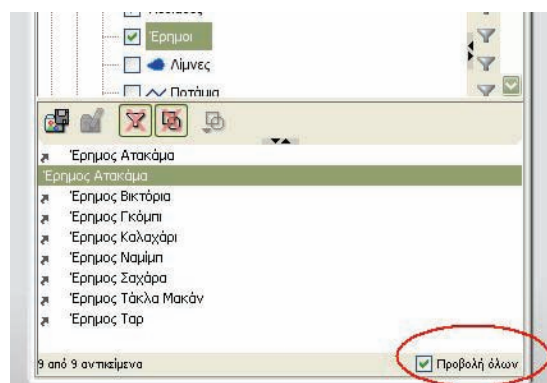 Έρημοι
Λίμνες
Ποτάμια
Έρημος Ατακάμα
Έρημος Ατακάμα
Έρημος Βικτόρια
Έρημος Γκόμπι
Έρημος Καλαχάρι
Έρημος Ναμίμπ
Έρημος Σαχάρα
Έρημος Τάκλα Μακάν
Έρημος Ταρ
9 από 9 αντικείμενα
Προβολή όλων